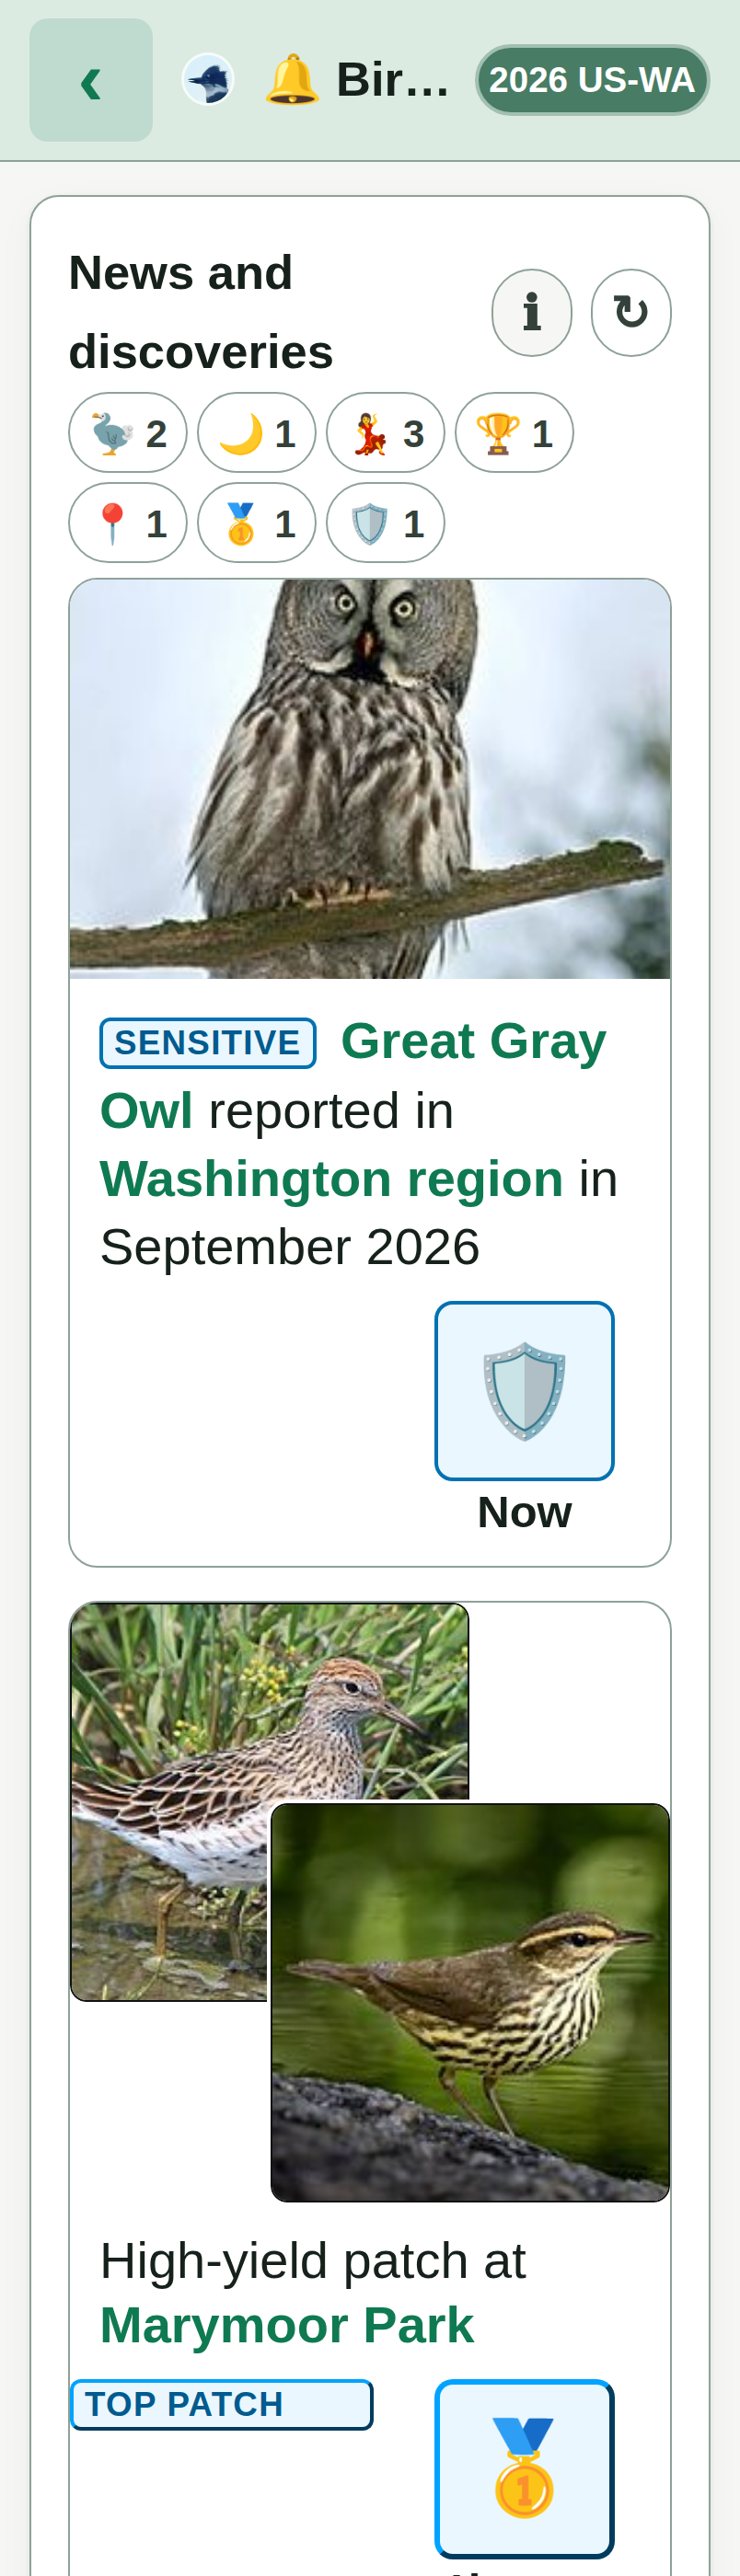 ‹ 🔔 Bir… 2026 US-WA
News and
discoveries
ℹ ↻
🦤 2 🌙 1 💃 3 🏆 1
📍 1 🥇 1 🛡️ 1
SENSITIVE Great Gray
Owl reported in
Washington region in
September 2026
Now
High-yield patch at
Marymoor Park
TOP PATCH